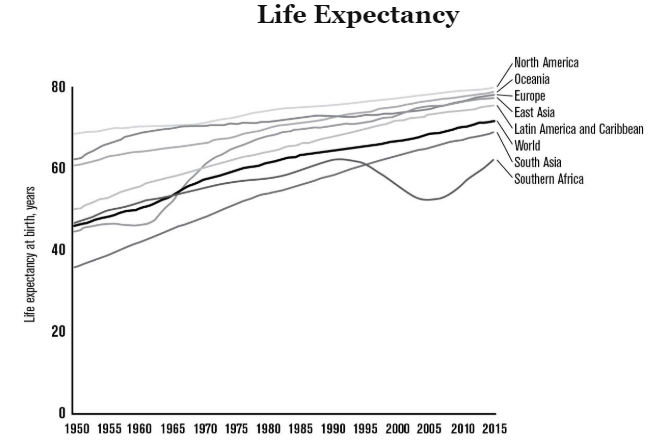 Life Expectancy
North America
Oceania
Europe
East Asia
Latin America and Caribbean
World
South Asia
Southern Africa
Life expectancy at birth, years
80
60
40
20
0
1950 1955 1960 1965 1970 1975 1980 1985 1990 1995 2000 2005 2010 2015